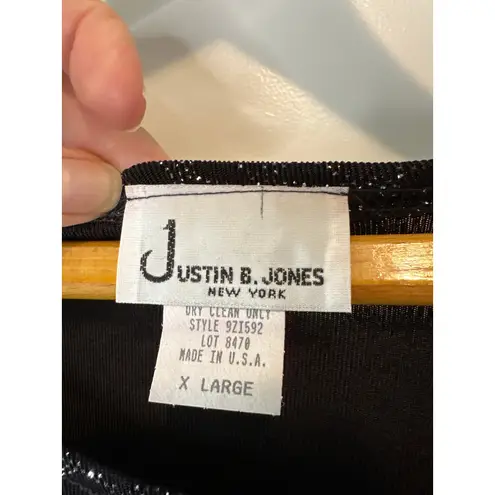 JUSTIN B. JONES
NEW YORK
DRY CLEAN ONLY
STYLE 9Z1592
LOT 8470
MADE IN U.S.A.
X LARGE